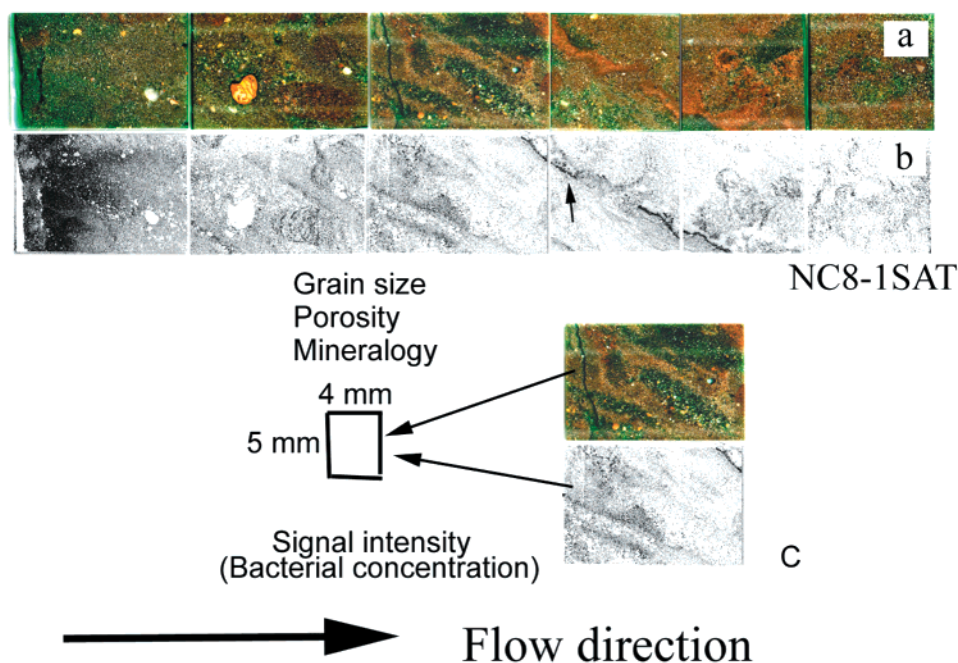 a
b
NC8-1SAT
Grain size
Porosity
Mineralogy
4 mm
5 mm
Signal intensity
(Bacterial concentration)
C
Flow direction